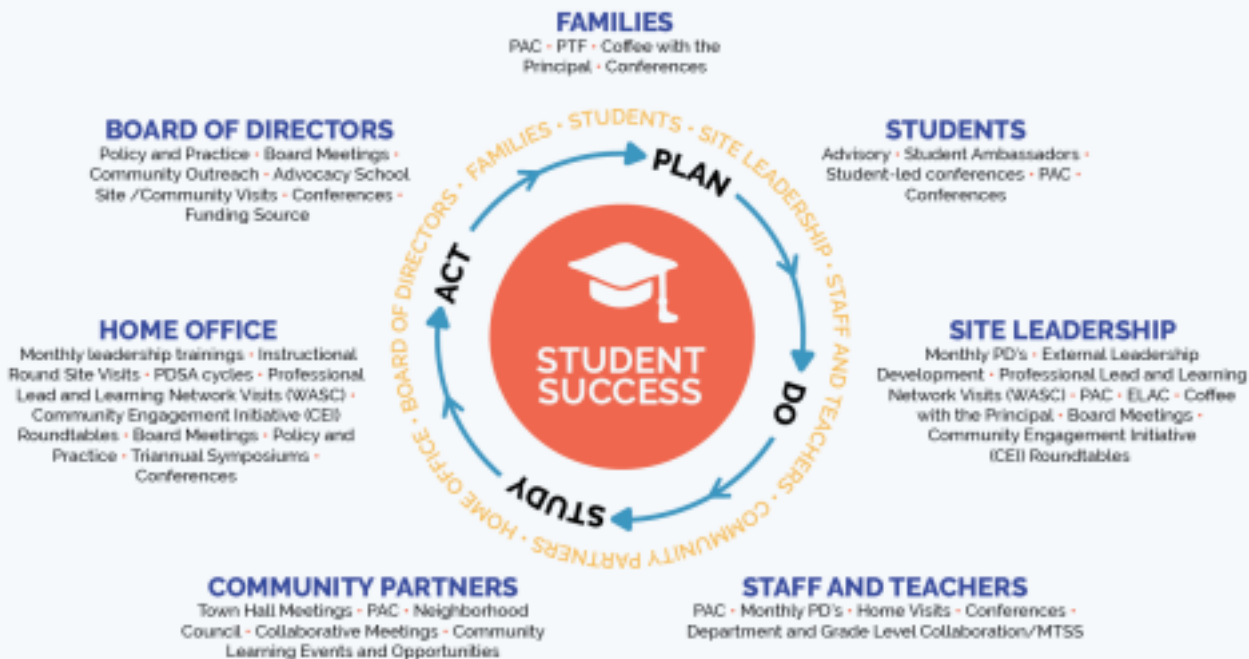 FAMILIES
PAC • PTF • Coffee with the
Principal • Conferences
BOARD OF DIRECTORS
Policy and Practice • Board Meetings •
Community Outreach • Advocacy School
Site /Community Visits • Conferences •
Funding Source
STUDENTS
Advisory • Student Ambassadors •
Student-led conferences • PAC •
Conferences
HOME OFFICE
Monthly leadership trainings • Instructional
Round Site Visits • PDSA cycles • Professional
Lead and Learning Network Visits (WASC) •
Community Engagement Initiative (CEI)
Roundtables • Board Meetings • Policy and
Practice • Triannual Symposiums •
Conferences
FAMILIES • STUDENTS • SITE LEADERSHIP • STAFF AND TEACHERS • COMMUNITY PARTNERS • HOME OFFICE • BOARD OF DIRECTORS •
PLAN
DO
STUDY
ACT
STUDENT
SUCCESS
SITE LEADERSHIP
Monthly PD's • External Leadership
Development • Professional Lead and Learning
Network Visits (WASC) • PAC • ELAC • Coffee
with the Principal • Board Meetings •
Community Engagement Initiative
(CEI) Roundtables
COMMUNITY PARTNERS
Town Hall Meetings • PAC • Neighborhood
Council • Collaborative Meetings • Community
Learning Events and Opportunities
STAFF AND TEACHERS
PAC • Monthly PD's • Home Visits • Conferences •
Department and Grade Level Collaboration/MTSS